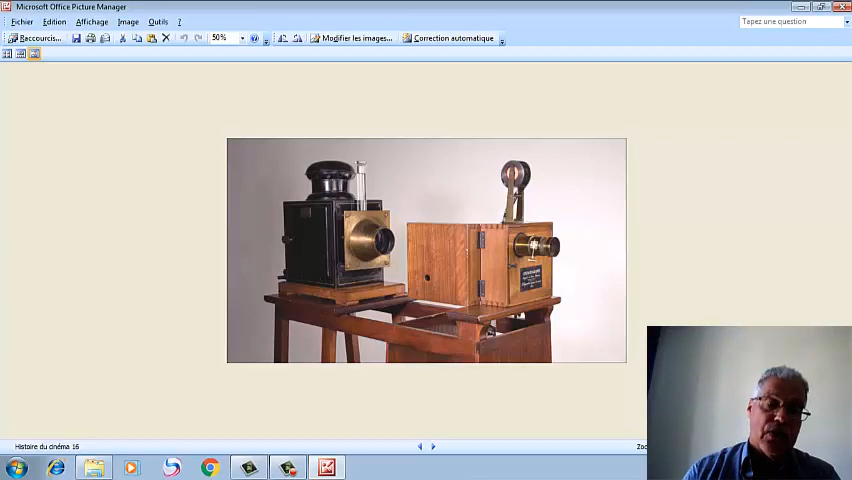 Microsoft Office Picture Manager
Fichier Edition Affichage Image Outils ?
Tapez une question
Raccourcis... 50% Modifier les images... Correction automatique
Histoire du cinéma 16